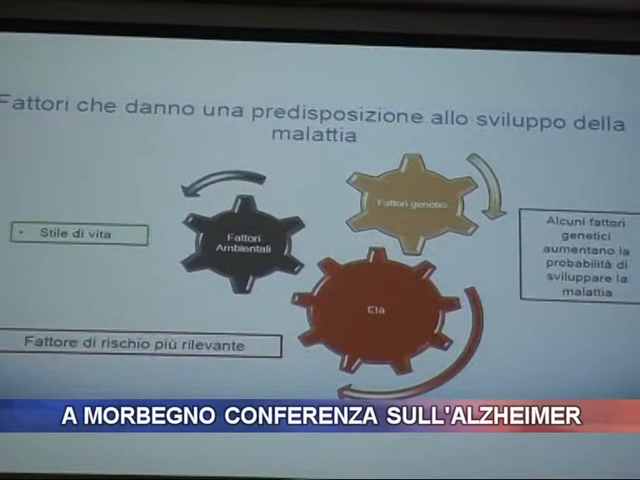 Fattori che danno una predisposizione allo sviluppo della
malattia
Fattori genetici
Alcuni fattori
genetici
aumentano la
probabilità di
sviluppare la
malattia
• Stile di vita
Fattori
Ambientali
Età
Fattore di rischio più rilevante
A MORBEGNO CONFERENZA SULL'ALZHEIMER